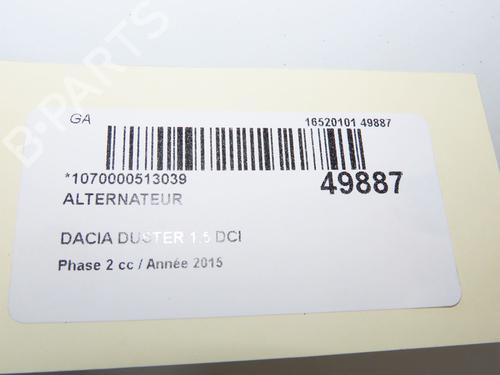 B-PARTS
GA
16520101 49887
*1070000513039
49887
ALTERNATEUR
DACIA DUSTER 1.5 DCI
Phase 2 cc / Année 2015